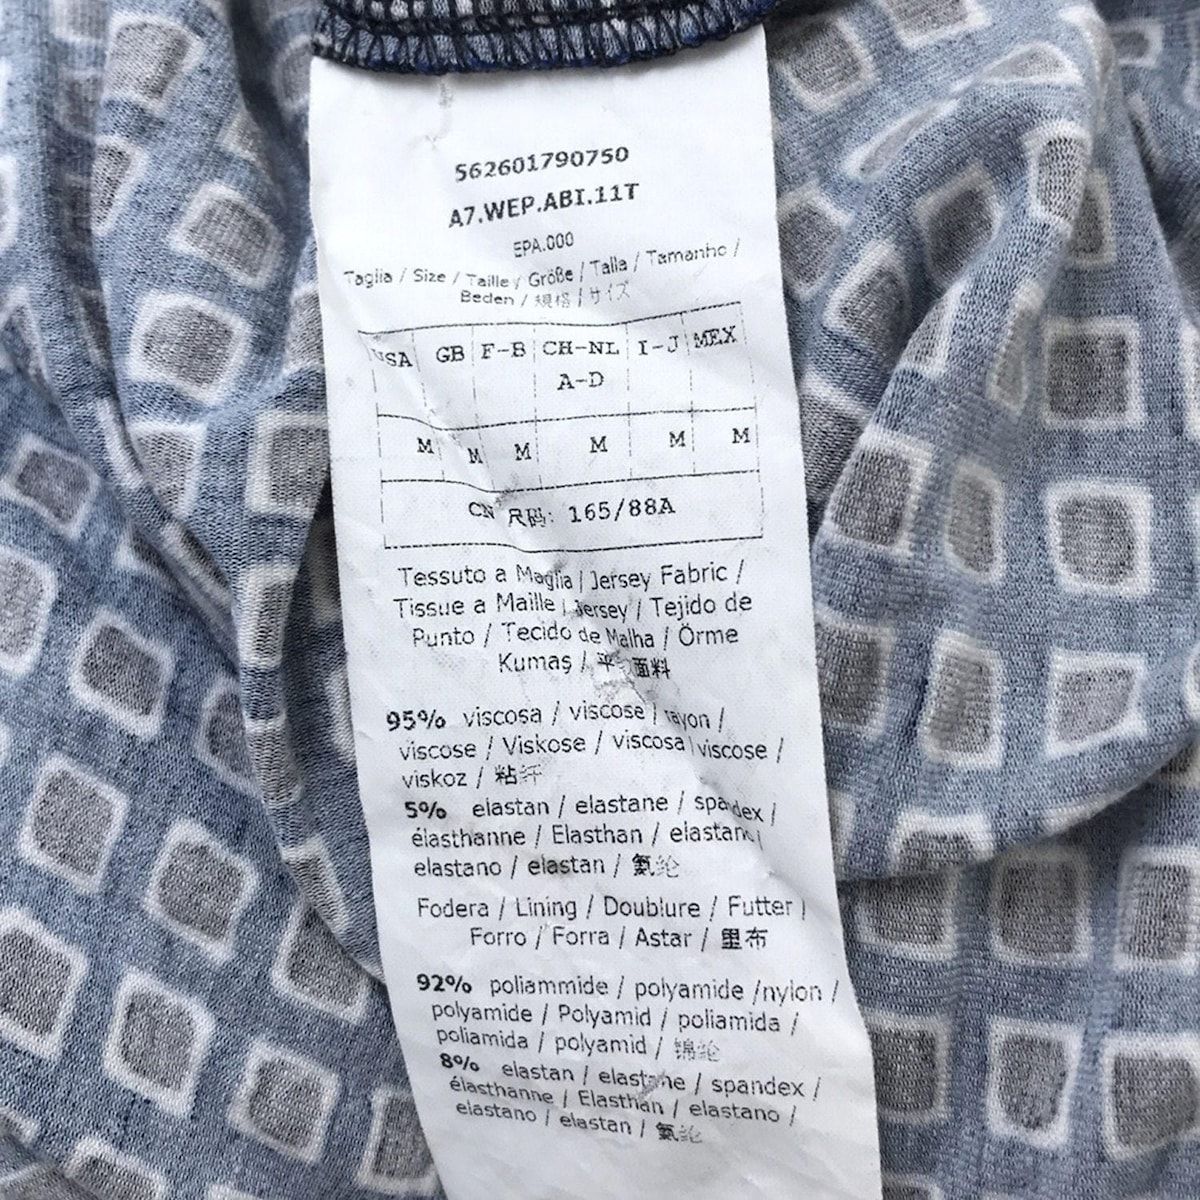 562601790750
A7.WEP.ABI.11T
EPA.000
Taglia / Size / Taille / Größe / Talla / Tamanho /
Beden / 規格 / サイズ
USA GB F-B CH-NL I-J MEX
A-D
M M M M M M
CN 尺码: 165/88A
Tessuto a Maglia / Jersey Fabric /
Tissue a Maille / Jersey / Tejido de
Punto / Tecido de Malha / Örme
Kumaş / 平 面料
95% viscosa / viscose / rayon /
viscose / Viskose / viscosa / viscose /
viskoz / 粘纤
5% elastan / elastane / spandex /
élasthanne / Elasthan / elastano /
elastano / elastan / 氨纶
Fodera / Lining / Doublure / Futter /
Forro / Forra / Astar / 里布
92% poliammide / polyamide /nylon /
polyamide / Polyamid / poliamida /
poliamida / polyamid / 锦纶
8% elastan / elastane / spandex /
élasthanne / Elasthan / elastano /
elastano / elastan / 氨纶